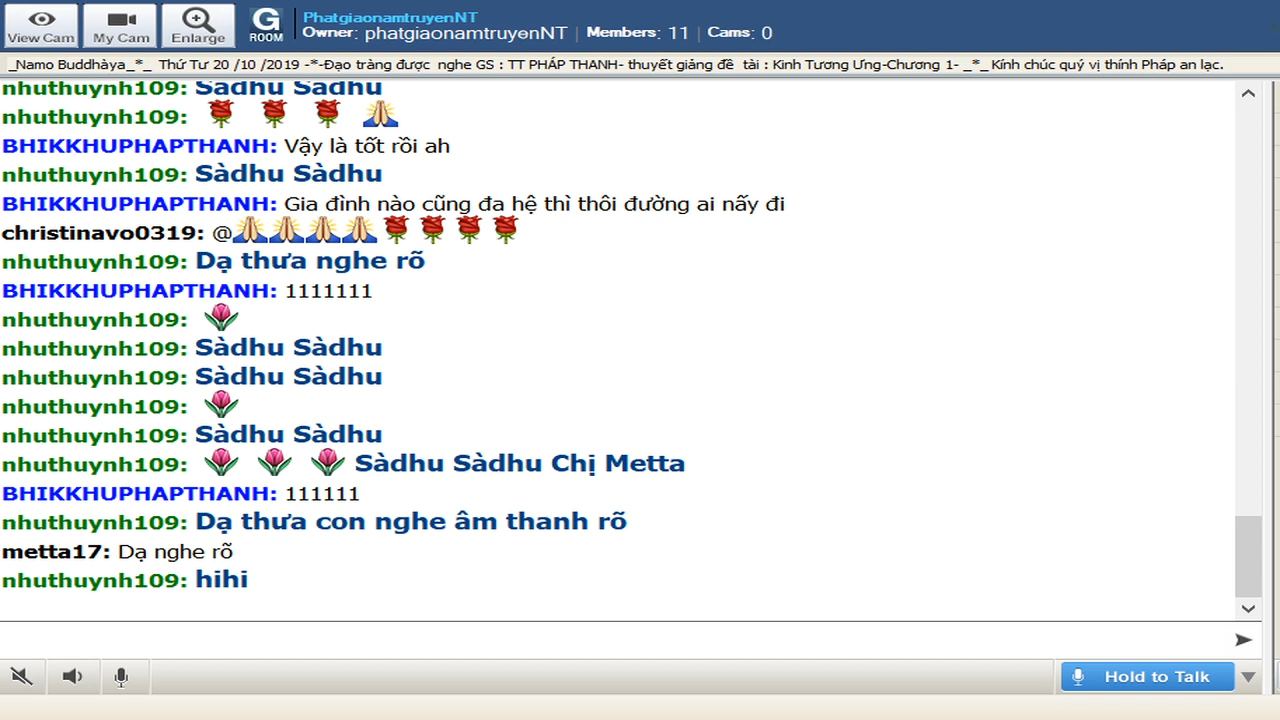 PhatgiaonamtruyenNT
View Cam My Cam Enlarge G ROOM Owner: phatgiaonamtruyenNT | Members: 11 | Cams: 0
_Namo Buddhàya_*_ Thứ Tư 20 /10 /2019 -*-Đạo tràng được nghe GS : TT PHÁP THANH- thuyết giảng đề tài : Kinh Tương Ưng-Chương 1- _*_ Kính chúc quý vị thính Pháp an lạc.
nhuthuynh109: Sàdhu Sàdhu
nhuthuynh109:
BHIKKHUPHAPTHANH: Vậy là tốt rồi ah
nhuthuynh109: Sàdhu Sàdhu
BHIKKHUPHAPTHANH: Gia đình nào cũng đa hệ thì thôi đường ai nấy đi
christinavo0319: @
nhuthuynh109: Dạ thưa nghe rõ
BHIKKHUPHAPTHANH: 1111111
nhuthuynh109:
nhuthuynh109: Sàdhu Sàdhu
nhuthuynh109: Sàdhu Sàdhu
nhuthuynh109:
nhuthuynh109: Sàdhu Sàdhu
nhuthuynh109: Sàdhu Sàdhu Chị Metta
BHIKKHUPHAPTHANH: 111111
nhuthuynh109: Dạ thưa con nghe âm thanh rõ
metta17: Dạ nghe rõ
nhuthuynh109: hihi
Hold to Talk